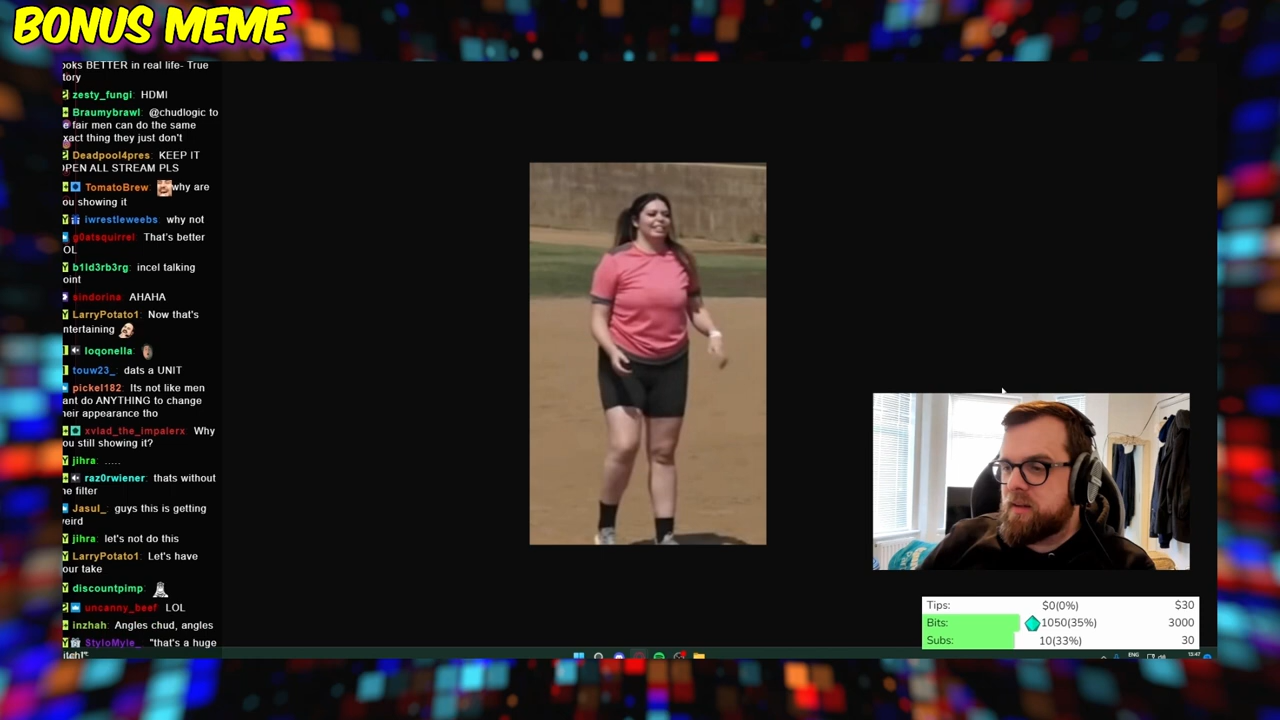 BONUS MEME
ooks BETTER in real life- True
tory
zesty_fungi: HDMI
Braumybrawl: @chudlogic to
e fair men can do the same
xact thing they just don't
Deadpool4pres: KEEP IT
OPEN ALL STREAM PLS
TomatoBrew: why are
ou showing it
iwrestleweebs why not
g0atsquirrel: That's better
OL
b1ld3rb3rg: incel talking
oint
sindorina AHAHA
LarryPotato1: Now that's
ntertaining
loqonella:
touw23_: dats a UNIT
pickel182: Its not like men
ant do ANYTHING to change
heir appearance tho
xvlad_the_impalerx Why
ou still showing it?
jihra: .....
raz0rwiener: thats without
he filter
Jasul_: guys this is getting
veird
jihra: let's not do this
LarryPotato1: Let's have
our take
discountpimp:
uncanny_beef LOL
inzhah: Angles chud, angles
StyloMyle_ "that's a huge
Tips: $0(0%) $30
Bits: 1050(35%) 3000
Subs: 10(33%) 30
ENG
13:47